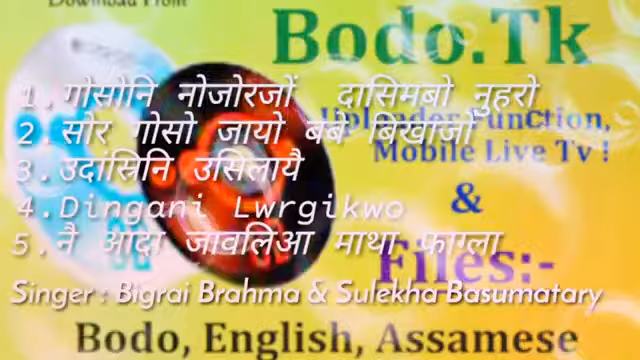 Download From
Bodo.Tk
1.गोसोनि नोजोरजों दासिमबो नुहरो
Uploader FunCtion,
2.सोर गोसो जायो बबे बिखाजों
Mobile Live Tv !
3.उदांस्रिनि उसिलायै
4.Dingani Lwrgikwo
&
5.नै आदा जावलिआ माथा फाग्ला
Files:-
Singer : Bigrai Brahma & Sulekha Basumatary
Bodo, English, Assamese